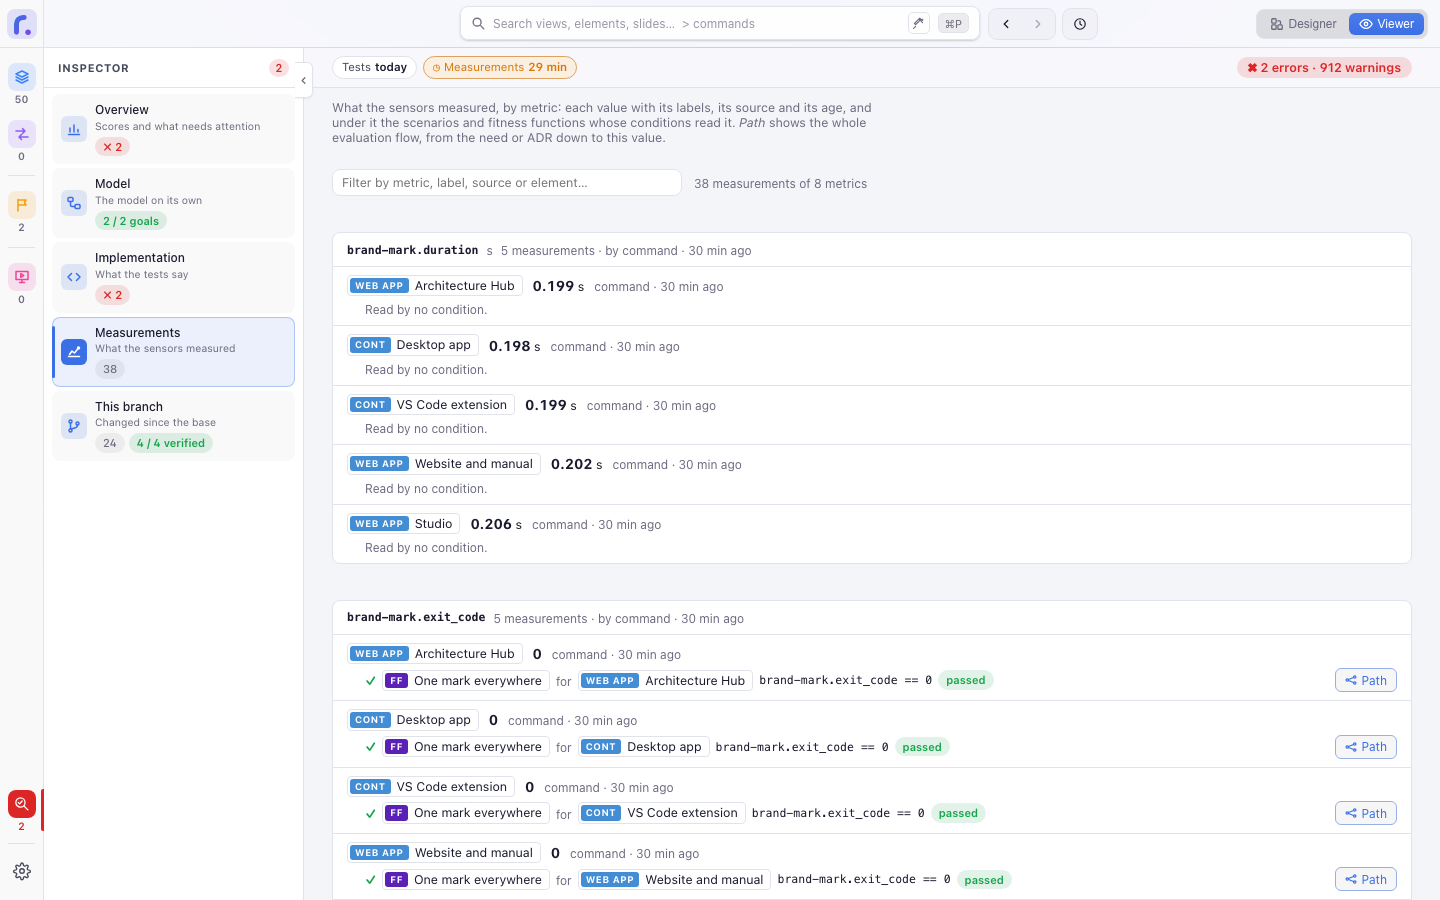 Search views, elements, slides... > commands
⌘P
Designer
Viewer
50
0
2
0
2
INSPECTOR
2
Overview
Scores and what needs attention
✕ 2
Model
The model on its own
2 / 2 goals
Implementation
What the tests say
✕ 2
Measurements
What the sensors measured
38
This branch
Changed since the base
24
4 / 4 verified
Tests today
Measurements 29 min
✖ 2 errors · 912 warnings
What the sensors measured, by metric: each value with its labels, its source and its age, and
under it the scenarios and fitness functions whose conditions read it. Path shows the whole
evaluation flow, from the need or ADR down to this value.
Filter by metric, label, source or element...
38 measurements of 8 metrics
brand-mark.duration s 5 measurements · by command · 30 min ago
WEB APP Architecture Hub 0.199 s command · 30 min ago
Read by no condition.
CONT Desktop app 0.198 s command · 30 min ago
Read by no condition.
CONT VS Code extension 0.199 s command · 30 min ago
Read by no condition.
WEB APP Website and manual 0.202 s command · 30 min ago
Read by no condition.
WEB APP Studio 0.206 s command · 30 min ago
Read by no condition.
brand-mark.exit_code 5 measurements · by command · 30 min ago
WEB APP Architecture Hub 0 command · 30 min ago
✓ FF One mark everywhere for WEB APP Architecture Hub brand-mark.exit_code == 0 passed Path
CONT Desktop app 0 command · 30 min ago
✓ FF One mark everywhere for CONT Desktop app brand-mark.exit_code == 0 passed Path
CONT VS Code extension 0 command · 30 min ago
✓ FF One mark everywhere for CONT VS Code extension brand-mark.exit_code == 0 passed Path
WEB APP Website and manual 0 command · 30 min ago
✓ FF One mark everywhere for WEB APP Website and manual brand-mark.exit_code == 0 passed Path